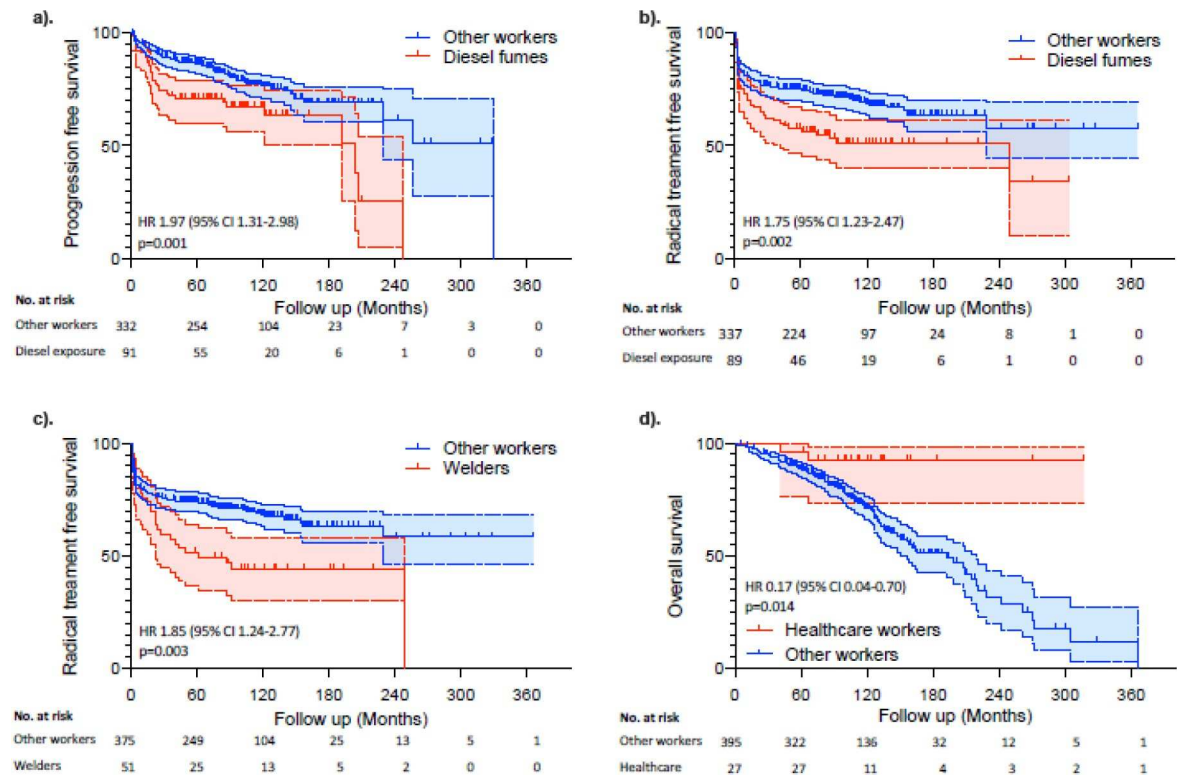 a).
Other workers
Diesel fumes
100
50
0
Proogression free survival
HR 1.97 (95% CI 1.31-2.98)
p=0.001
0 60 120 180 240 300 360
Follow up (Months)
No. at risk
Other workers 332 254 104 23 7 3 0
Diesel exposure 91 55 20 6 1 0 0
b).
Other workers
Diesel fumes
100
50
0
Radical treament free survival
HR 1.75 (95% CI 1.23-2.47)
p=0.002
0 60 120 180 240 300 360
Follow up (Months)
No. at risk
Other workers 337 224 97 24 8 1 0
Diesel exposure 89 46 19 6 1 0 0
c).
Other workers
Welders
100
50
0
Radical treament free survival
HR 1.85 (95% CI 1.24-2.77)
p=0.003
0 60 120 180 240 300 360
Follow up (Months)
No. at risk
Other workers 375 249 104 25 13 5 1
Welders 51 25 13 5 2 0 0
d).
100
50
0
Overall survival
HR 0.17 (95% CI 0.04-0.70)
p=0.014
Healthcare workers
Other workers
0 60 120 180 240 300 360
Follow up (Months)
No. at risk
Other workers 395 322 136 32 12 5 1
Healthcare 27 27 11 4 3 2 1